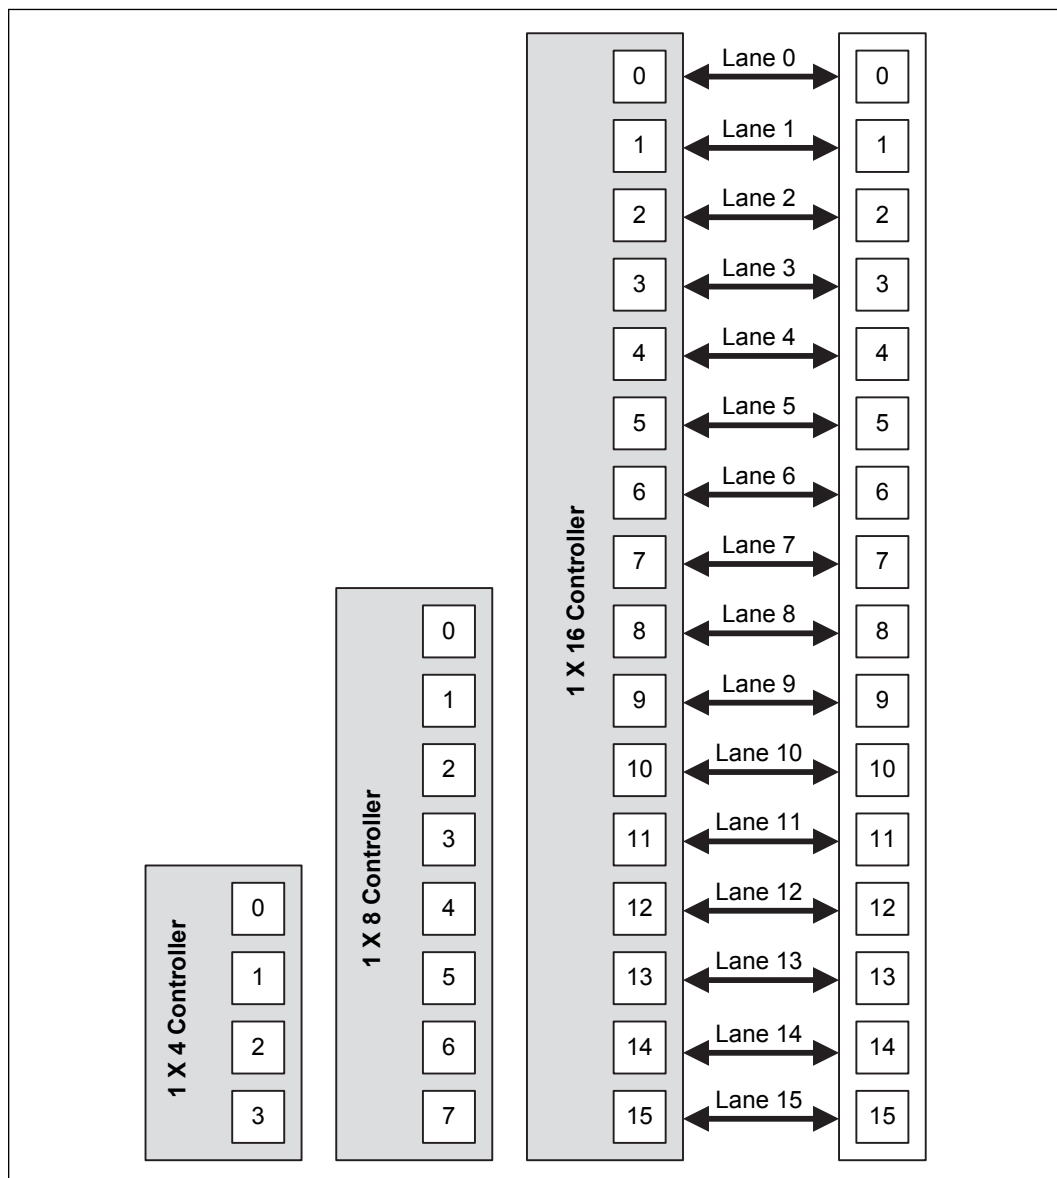 0 Lane 0 0
1 Lane 1 1
2 Lane 2 2
3 Lane 3 3
4 Lane 4 4
5 Lane 5 5
6 Lane 6 6
7 Lane 7 7
0 8 Lane 8 8
1 9 Lane 9 9
2 10 Lane 10 10
3 11 Lane 11 11
0 4 12 Lane 12 12
1 5 13 Lane 13 13
2 6 14 Lane 14 14
3 7 15 Lane 15 15
1 X 4 Controller
1 X 8 Controller
1 X 16 Controller